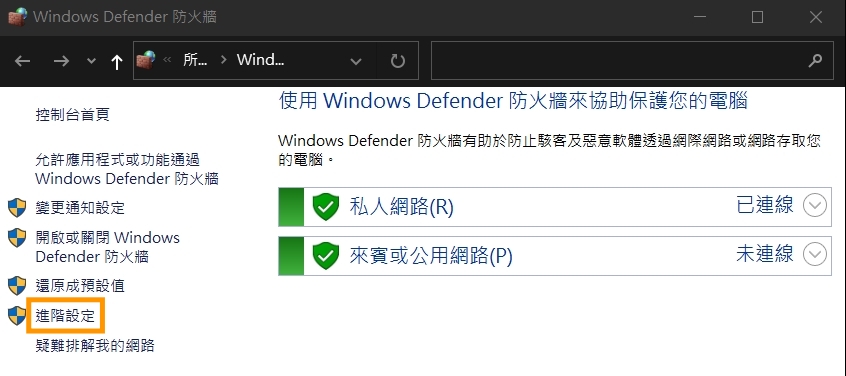 Windows Defender 防火牆
所... Wind...
控制台首頁
允許應用程式或功能通過
Windows Defender 防火牆
變更通知設定
開啟或關閉 Windows
Defender 防火牆
還原成預設值
進階設定
疑難排解我的網路
使用 Windows Defender 防火牆來協助保護您的電腦
Windows Defender 防火牆有助於防止駭客及惡意軟體透過網際網路或網路存取您
的電腦。
私人網路(R) 已連線
來賓或公用網路(P) 未連線